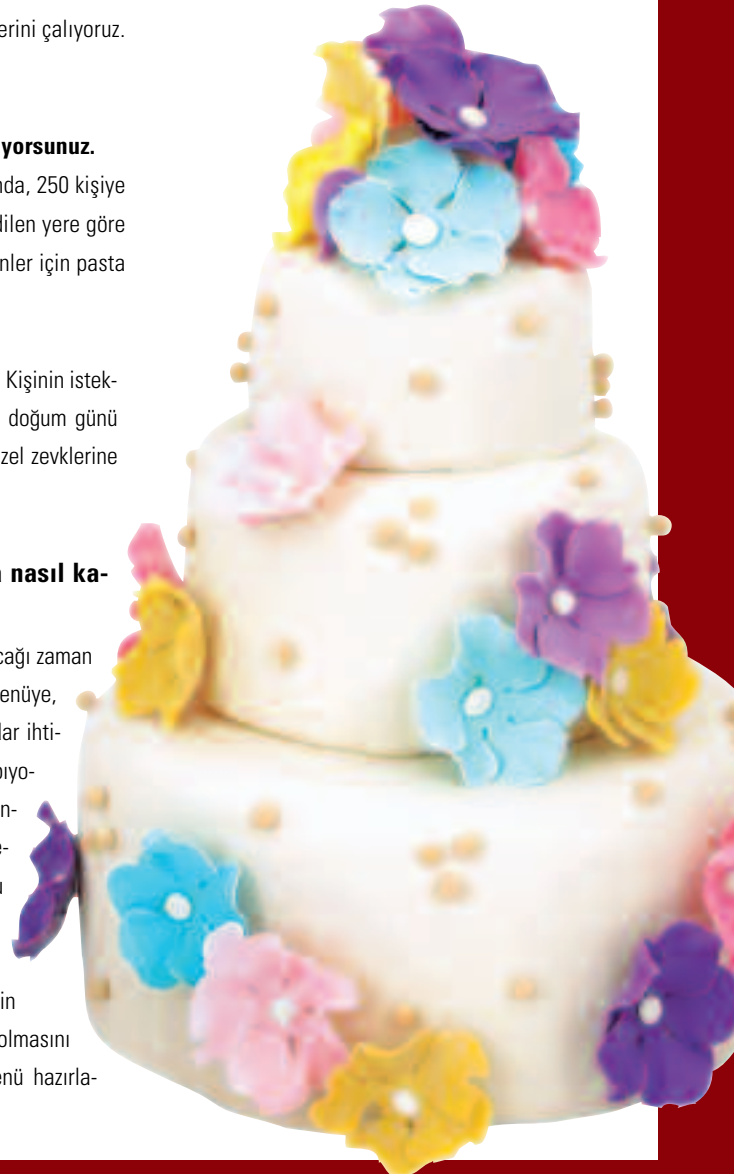 erini çalıyoruz.
yorsunuz.
nda, 250 kişiye
dilen yere göre
nler için pasta
Kişinin istek-
doğum günü
zel zevklerine
nasıl ka-
cağı zaman
enüye,
lar ihti-
pıyo-
n-
e-
in
olmasını
enü hazırla-